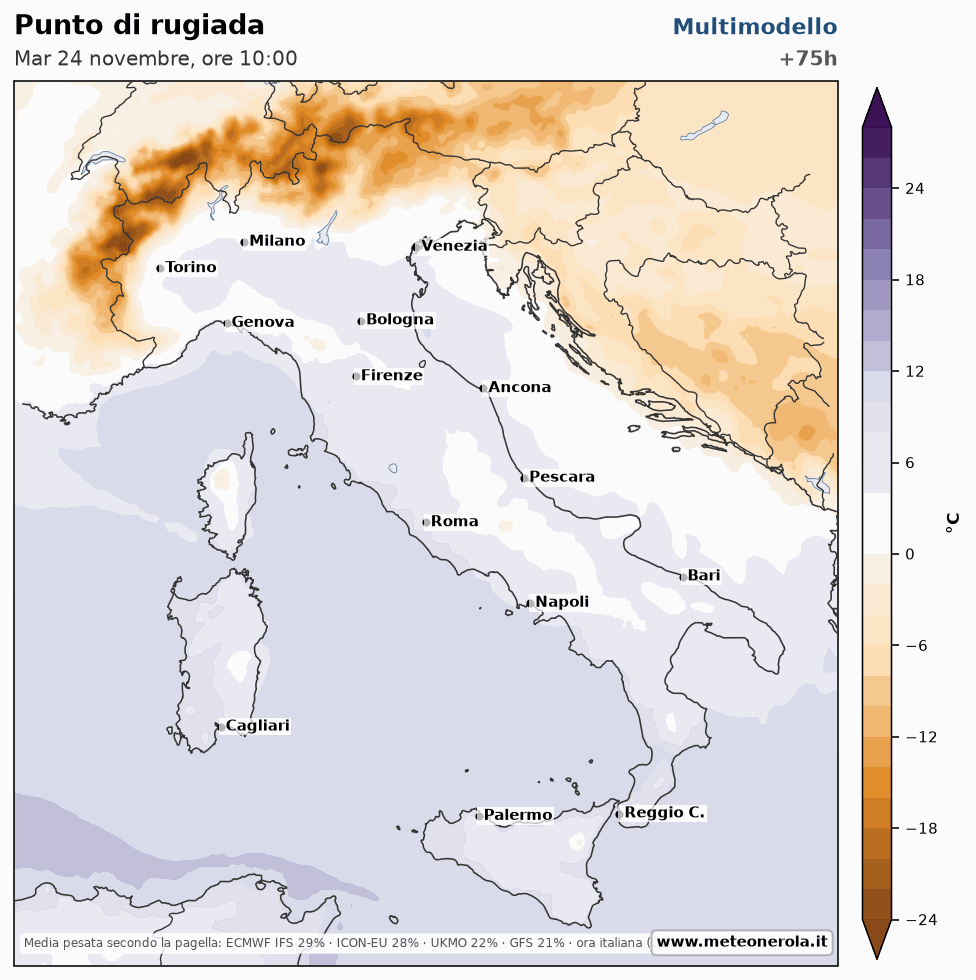 Punto di rugiada
Multimodello
Mar 24 novembre, ore 10:00
+75h
Milano
Venezia
Torino
Genova
Bologna
Firenze
Ancona
Pescara
Roma
Bari
Napoli
Cagliari
Palermo
Reggio C.
24
18
12
6
0
−6
−12
−18
−24
°C
Media pesata secondo la pagella: ECMWF IFS 29% · ICON-EU 28% · UKMO 22% · GFS 21% · ora italiana (
www.meteonerola.it